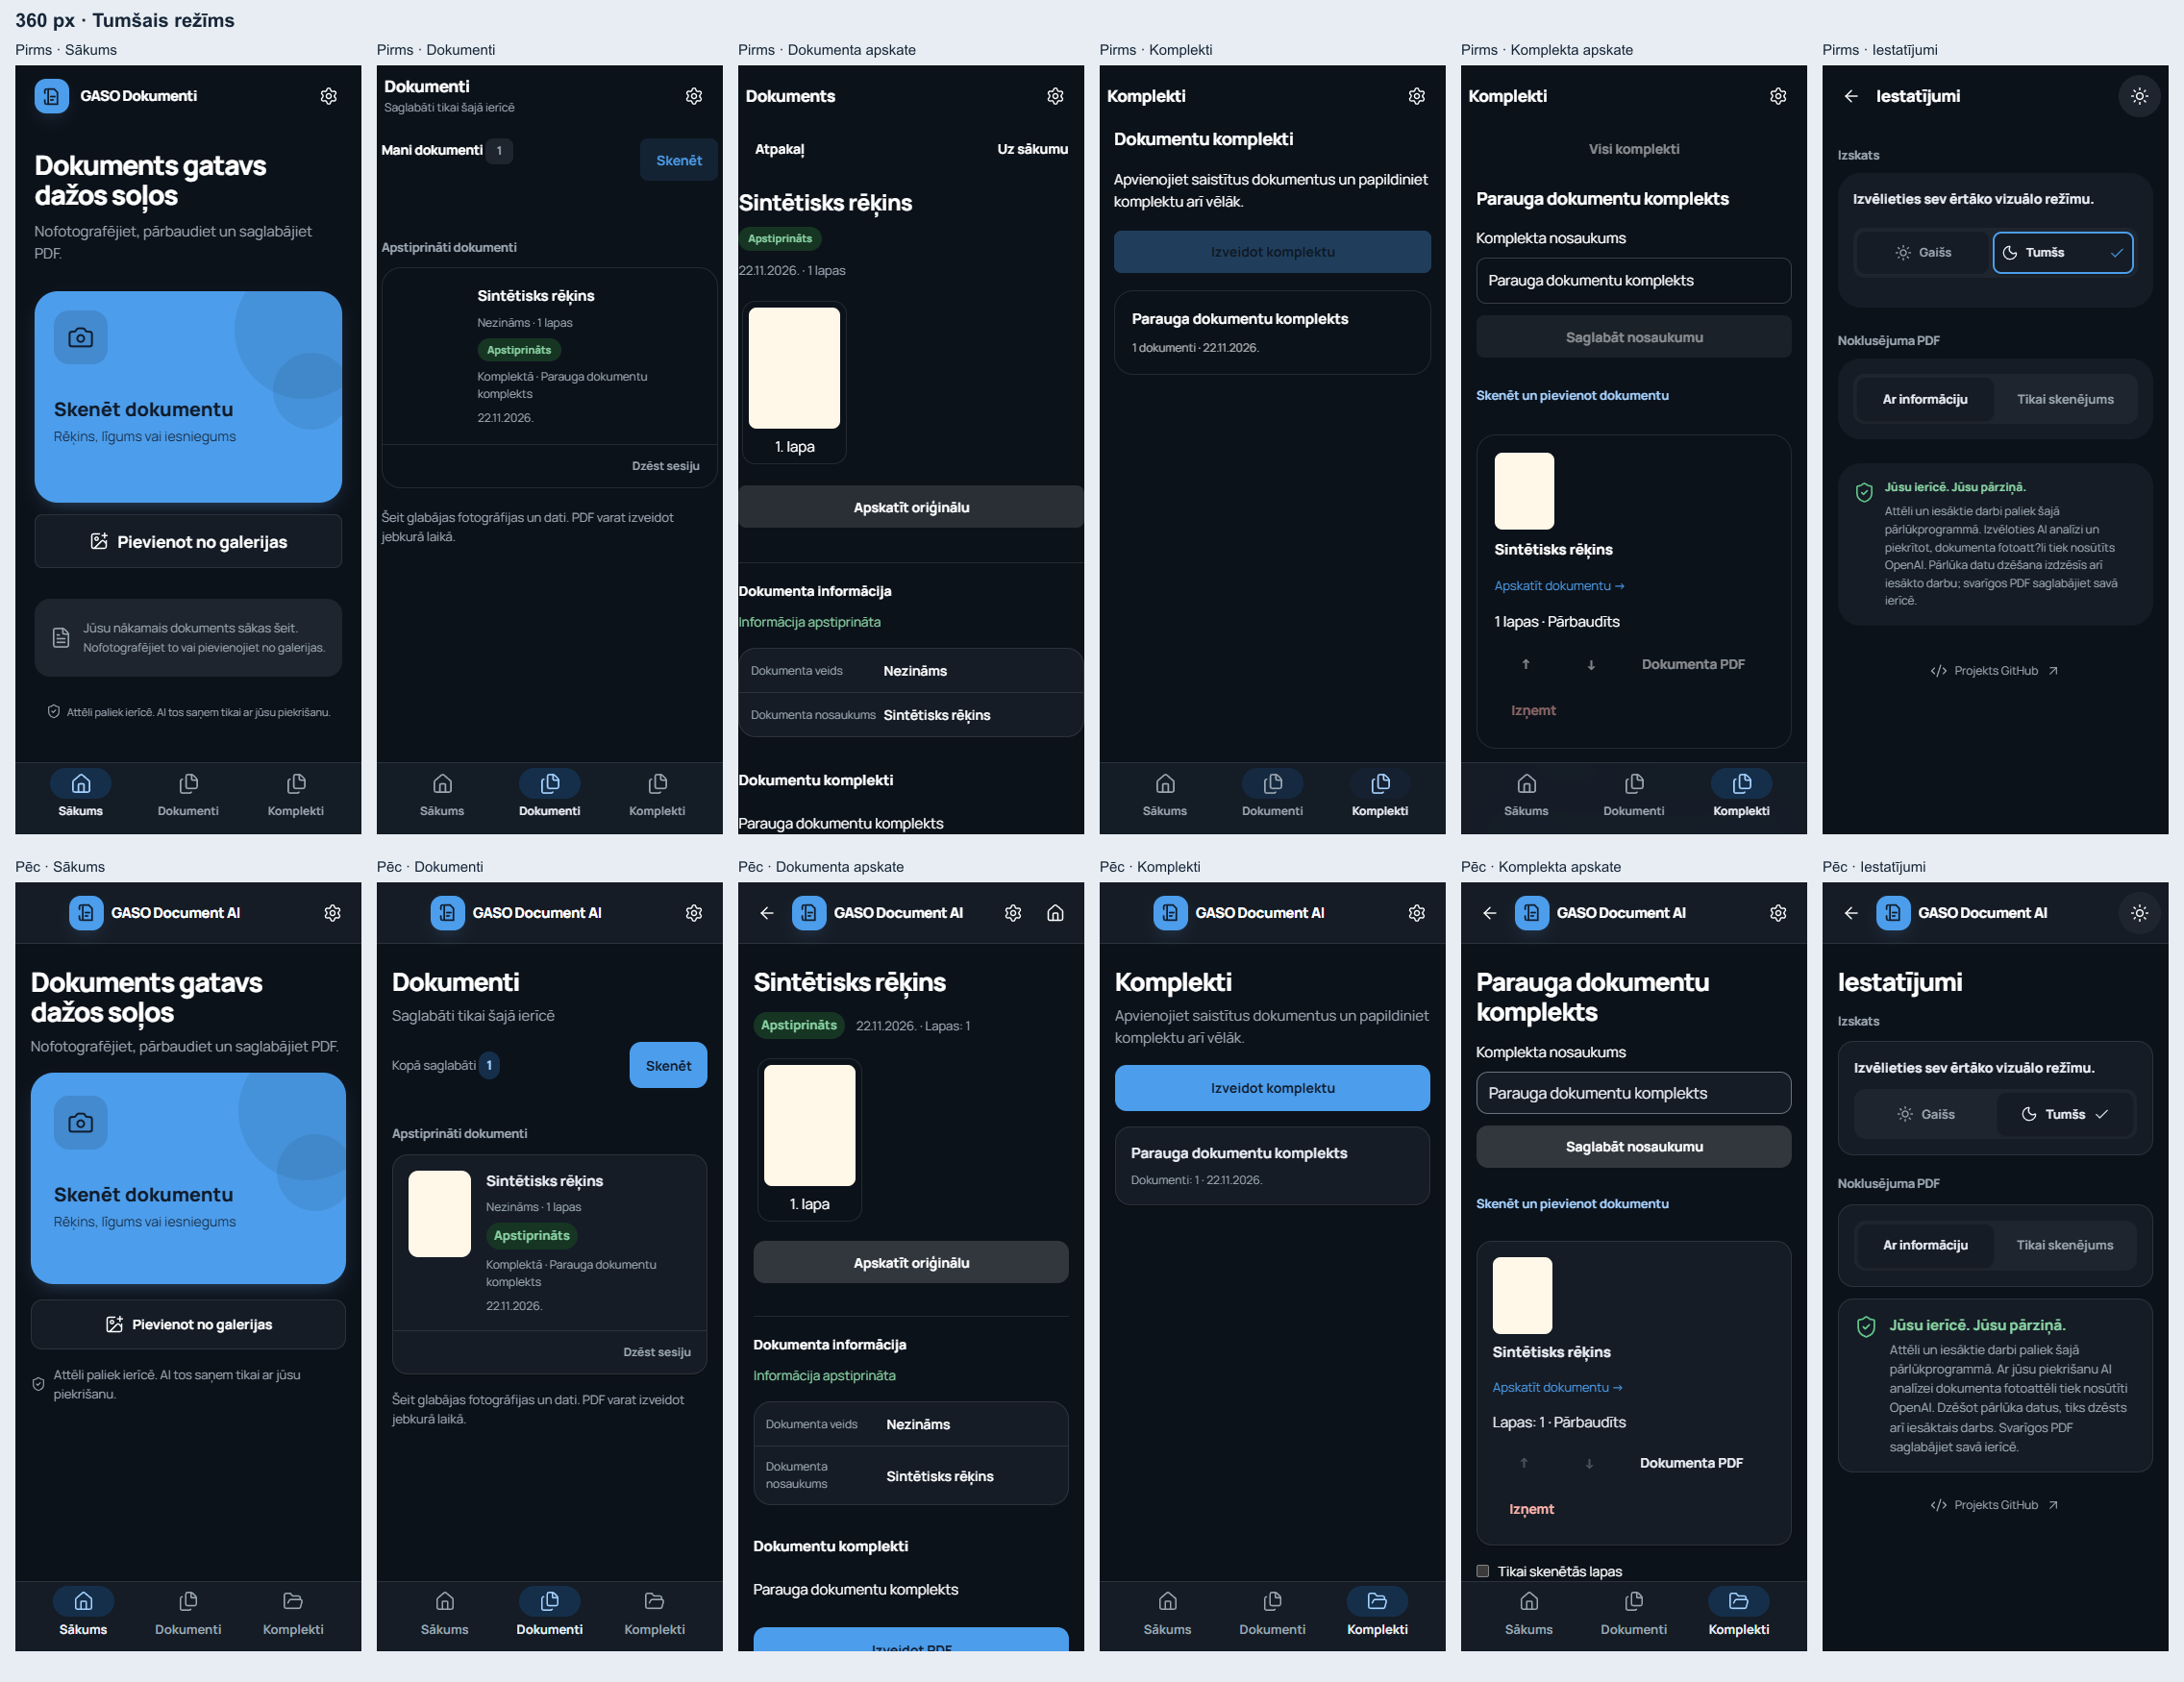 360 px · Tumšais režīms
Pirms · Sākums
GASO Dokumenti
Dokuments gatavs
dažos soļos
Nofotografējiet, pārbaudiet un saglabājiet
PDF.
Skenēt dokumentu
Rēķins, līgums vai iesniegums
Pievienot no galerijas
Jūsu nākamais dokuments sākas šeit.
Nofotografējiet to vai pievienojiet no galerijas.
Attēli paliek ierīcē. AI tos saņem tikai ar jūsu piekrišanu.
Sākums
Dokumenti
Komplekti
Pirms · Dokumenti
Dokumenti
Saglabāti tikai šajā ierīcē
Mani dokumenti 1
Skenēt
Apstiprināti dokumenti
Sintētisks rēķins
Nezināms · 1 lapas
Apstiprināts
Komplektā · Parauga dokumentu
komplekts
22.11.2026.
Dzēst sesiju
Šeit glabājas fotogrāfijas un dati. PDF varat izveidot
jebkurā laikā.
Sākums
Dokumenti
Komplekti
Pirms · Dokumenta apskate
Dokuments
Atpakaļ
Uz sākumu
Sintētisks rēķins
Apstiprināts
22.11.2026. · 1 lapas
1. lapa
Apskatīt oriģinālu
Dokumenta informācija
Informācija apstiprināta
Dokumenta veids Nezināms
Dokumenta nosaukums Sintētisks rēķins
Dokumentu komplekti
Parauga dokumentu komplekts
Pirms · Komplekti
Komplekti
Dokumentu komplekti
Apvienojiet saistītus dokumentus un papildiniet
komplektu arī vēlāk.
Izveidot komplektu
Parauga dokumentu komplekts
1 dokumenti · 22.11.2026.
Sākums
Dokumenti
Komplekti
Pirms · Komplekta apskate
Komplekti
Visi komplekti
Parauga dokumentu komplekts
Komplekta nosaukums
Parauga dokumentu komplekts
Saglabāt nosaukumu
Skenēt un pievienot dokumentu
Sintētisks rēķins
Apskatīt dokumentu →
1 lapas · Pārbaudīts
↑ ↓ Dokumenta PDF
Izņemt
Sākums
Dokumenti
Komplekti
Pirms · Iestatījumi
Iestatījumi
Izskats
Izvēlieties sev ērtāko vizuālo režīmu.
Gaišs
Tumšs
Noklusējuma PDF
Ar informāciju
Tikai skenējums
Jūsu ierīcē. Jūsu pārziņā.
Attēli un iesāktie darbi paliek šajā
pārlūkprogrammā. Izvēloties AI analīzi un
piekrītot, dokumenta fotoatt?li tiek nosūtīts
OpenAI. Pārlūka datu dzēšana izdzēsīs arī
iesākto darbu; svarīgos PDF saglabājiet savā
ierīcē.
Projekts GitHub
Pēc · Sākums
GASO Document AI
Dokuments gatavs
dažos soļos
Nofotografējiet, pārbaudiet un saglabājiet PDF.
Skenēt dokumentu
Rēķins, līgums vai iesniegums
Pievienot no galerijas
Attēli paliek ierīcē. AI tos saņem tikai ar jūsu
piekrišanu.
Sākums
Dokumenti
Komplekti
Pēc · Dokumenti
GASO Document AI
Dokumenti
Saglabāti tikai šajā ierīcē
Kopā saglabāti 1
Skenēt
Apstiprināti dokumenti
Sintētisks rēķins
Nezināms · 1 lapas
Apstiprināts
Komplektā · Parauga dokumentu
komplekts
22.11.2026.
Dzēst sesiju
Šeit glabājas fotogrāfijas un dati. PDF varat izveidot
jebkurā laikā.
Sākums
Dokumenti
Komplekti
Pēc · Dokumenta apskate
GASO Document AI
Sintētisks rēķins
Apstiprināts 22.11.2026. · Lapas: 1
1. lapa
Apskatīt oriģinālu
Dokumenta informācija
Informācija apstiprināta
Dokumenta veids Nezināms
Dokumenta
nosaukums
Sintētisks rēķins
Dokumentu komplekti
Parauga dokumentu komplekts
Izveidot PDF
Pēc · Komplekti
GASO Document AI
Komplekti
Apvienojiet saistītus dokumentus un papildiniet
komplektu arī vēlāk.
Izveidot komplektu
Parauga dokumentu komplekts
Dokumenti: 1 · 22.11.2026.
Sākums
Dokumenti
Komplekti
Pēc · Komplekta apskate
GASO Document AI
Parauga dokumentu
komplekts
Komplekta nosaukums
Parauga dokumentu komplekts
Saglabāt nosaukumu
Skenēt un pievienot dokumentu
Sintētisks rēķins
Apskatīt dokumentu →
Lapas: 1 · Pārbaudīts
↑ ↓ Dokumenta PDF
Izņemt
Tikai skenētās lapas
Sākums
Dokumenti
Komplekti
Pēc · Iestatījumi
GASO Document AI
Iestatījumi
Izskats
Izvēlieties sev ērtāko vizuālo režīmu.
Gaišs
Tumšs
Noklusējuma PDF
Ar informāciju
Tikai skenējums
Jūsu ierīcē. Jūsu pārziņā.
Attēli un iesāktie darbi paliek šajā
pārlūkprogrammā. Ar jūsu piekrišanu AI
analīzei dokumenta fotoattēli tiek nosūtīti
OpenAI. Dzēšot pārlūka datus, tiks dzēsts
arī iesāktais darbs. Svarīgos PDF
saglabājiet savā ierīcē.
Projekts GitHub